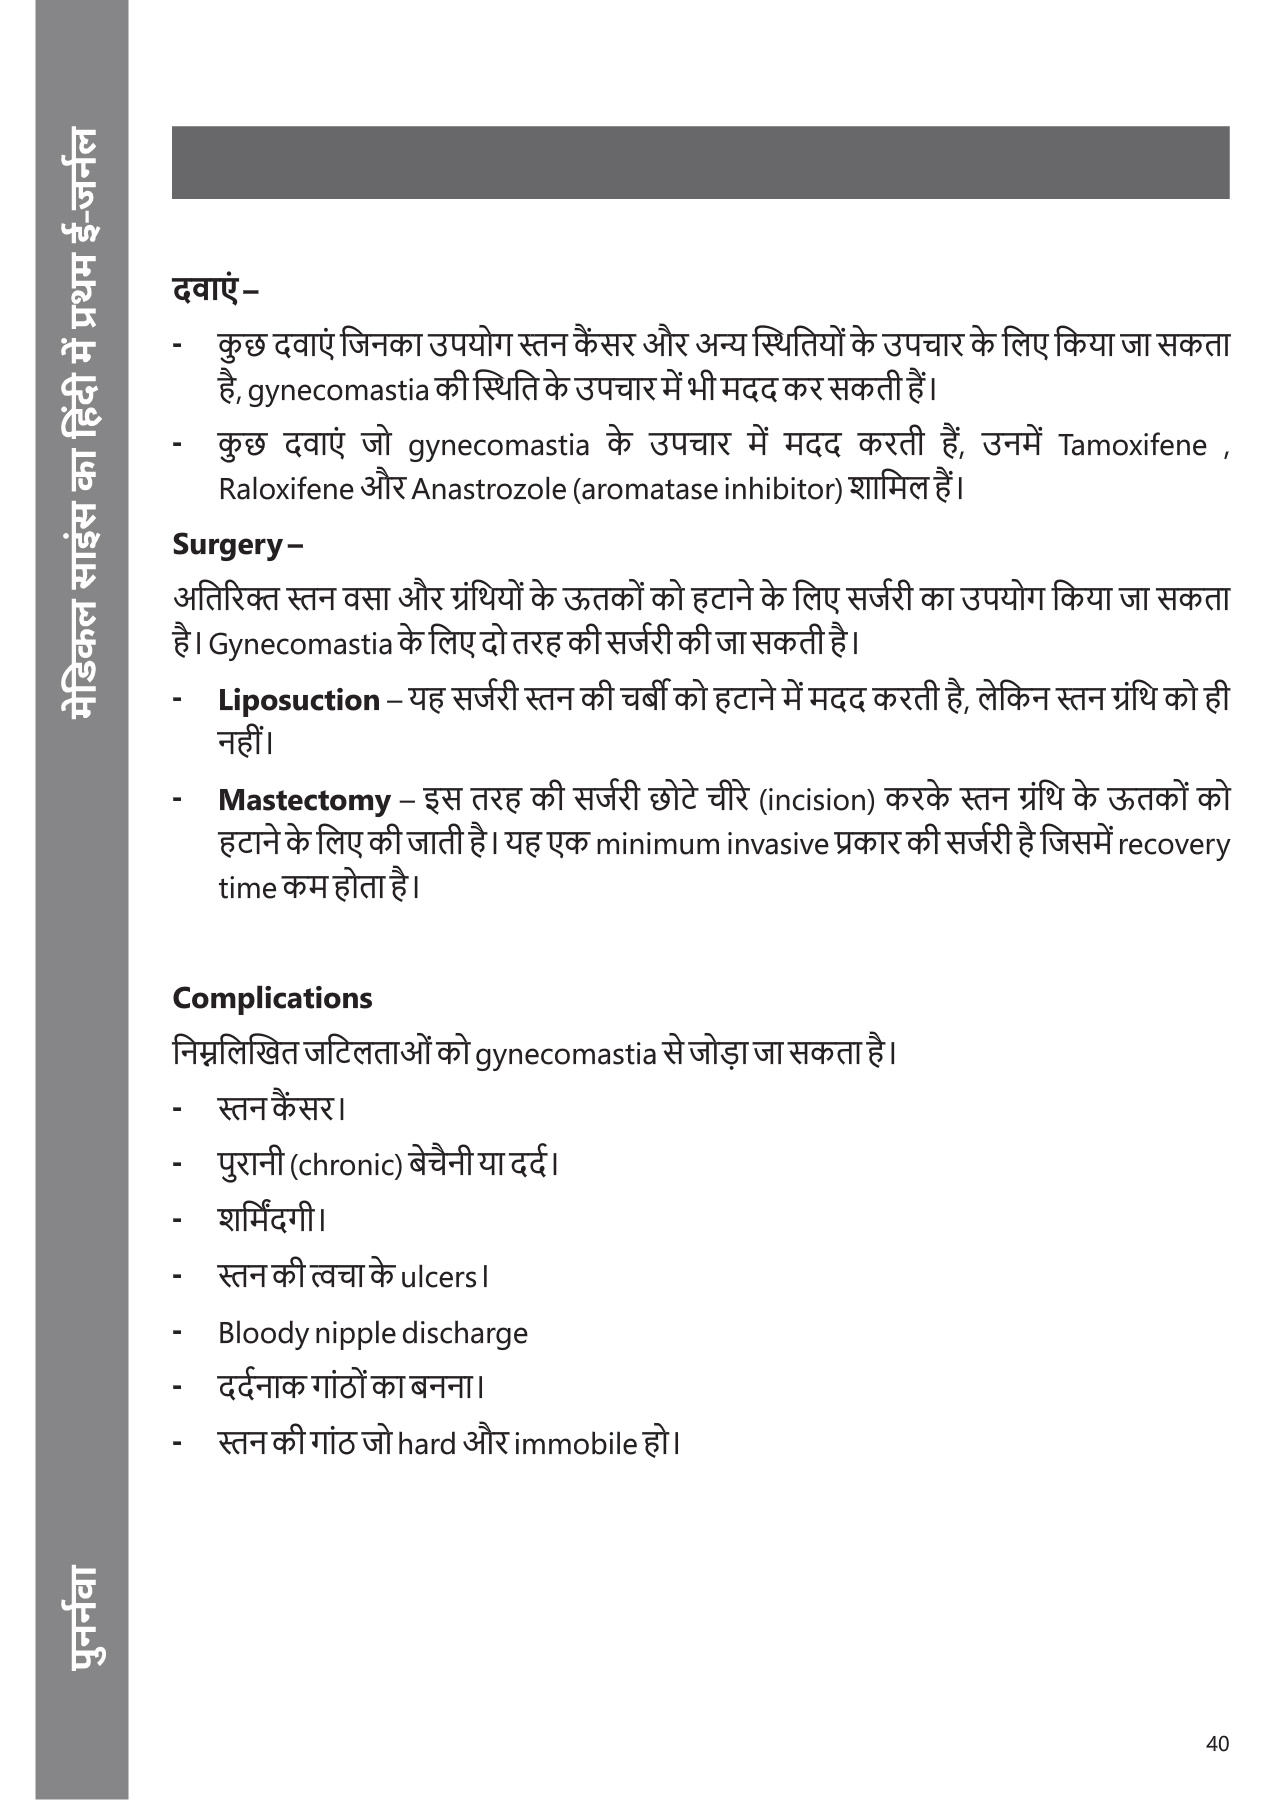 मेडिकल साइंस का हिंदी में प्रथम ई-जर्नल
दवाएं –
- कुछ दवाएं जिनका उपयोग स्तन कैंसर और अन्य स्थितियों के उपचार के लिए किया जा सकता
है, gynecomastia की स्थिति के उपचार में भी मदद कर सकती हैं।
- कुछ दवाएं जो gynecomastia के उपचार में मदद करती हैं, उनमें Tamoxifene ,
Raloxifene और Anastrozole (aromatase inhibitor) शामिल हैं।
Surgery –
अतिरिक्त स्तन वसा और ग्रंथियों के ऊतकों को हटाने के लिए सर्जरी का उपयोग किया जा सकता
है। Gynecomastia के लिए दो तरह की सर्जरी की जा सकती है।
- Liposuction – यह सर्जरी स्तन की चर्बी को हटाने में मदद करती है, लेकिन स्तन ग्रंथि को ही
नहीं।
- Mastectomy – इस तरह की सर्जरी छोटे चीरे (incision) करके स्तन ग्रंथि के ऊतकों को
हटाने के लिए की जाती है। यह एक minimum invasive प्रकार की सर्जरी है जिसमें recovery
time कम होता है।
Complications
निम्नलिखित जटिलताओं को gynecomastia से जोड़ा जा सकता है।
- स्तन कैंसर।
- पुरानी (chronic) बेचैनी या दर्द।
- शर्मिंदगी।
- स्तन की त्वचा के ulcers।
- Bloody nipple discharge
- दर्दनाक गांठों का बनना।
- स्तन की गांठ जो hard और immobile हो।
पुनर्नवा
40